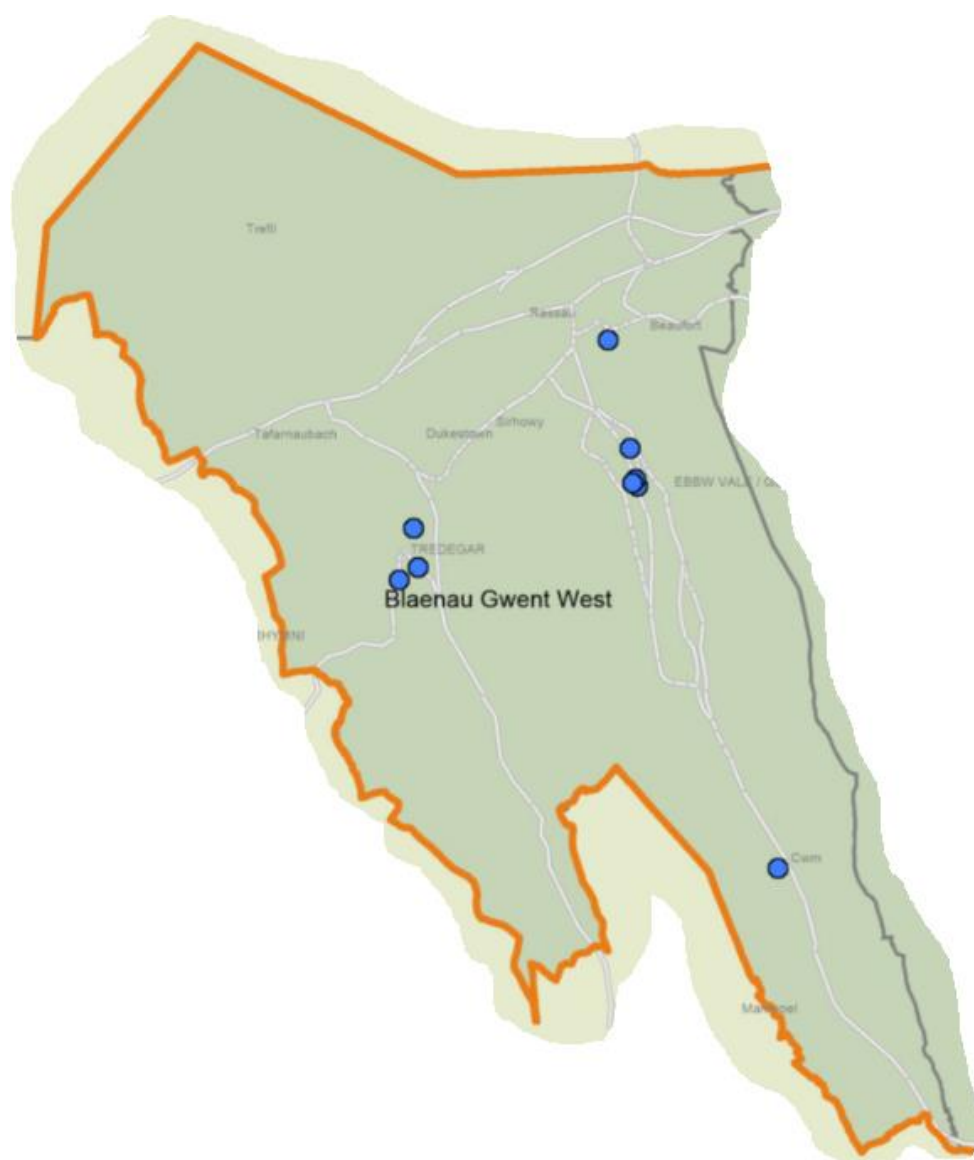 Trefil
Rassau
Beaufort
Tafarnaubach
Dukestown
Sirhowy
EBBW VALE /
TREDEGAR
Blaenau Gwent West
Cwm